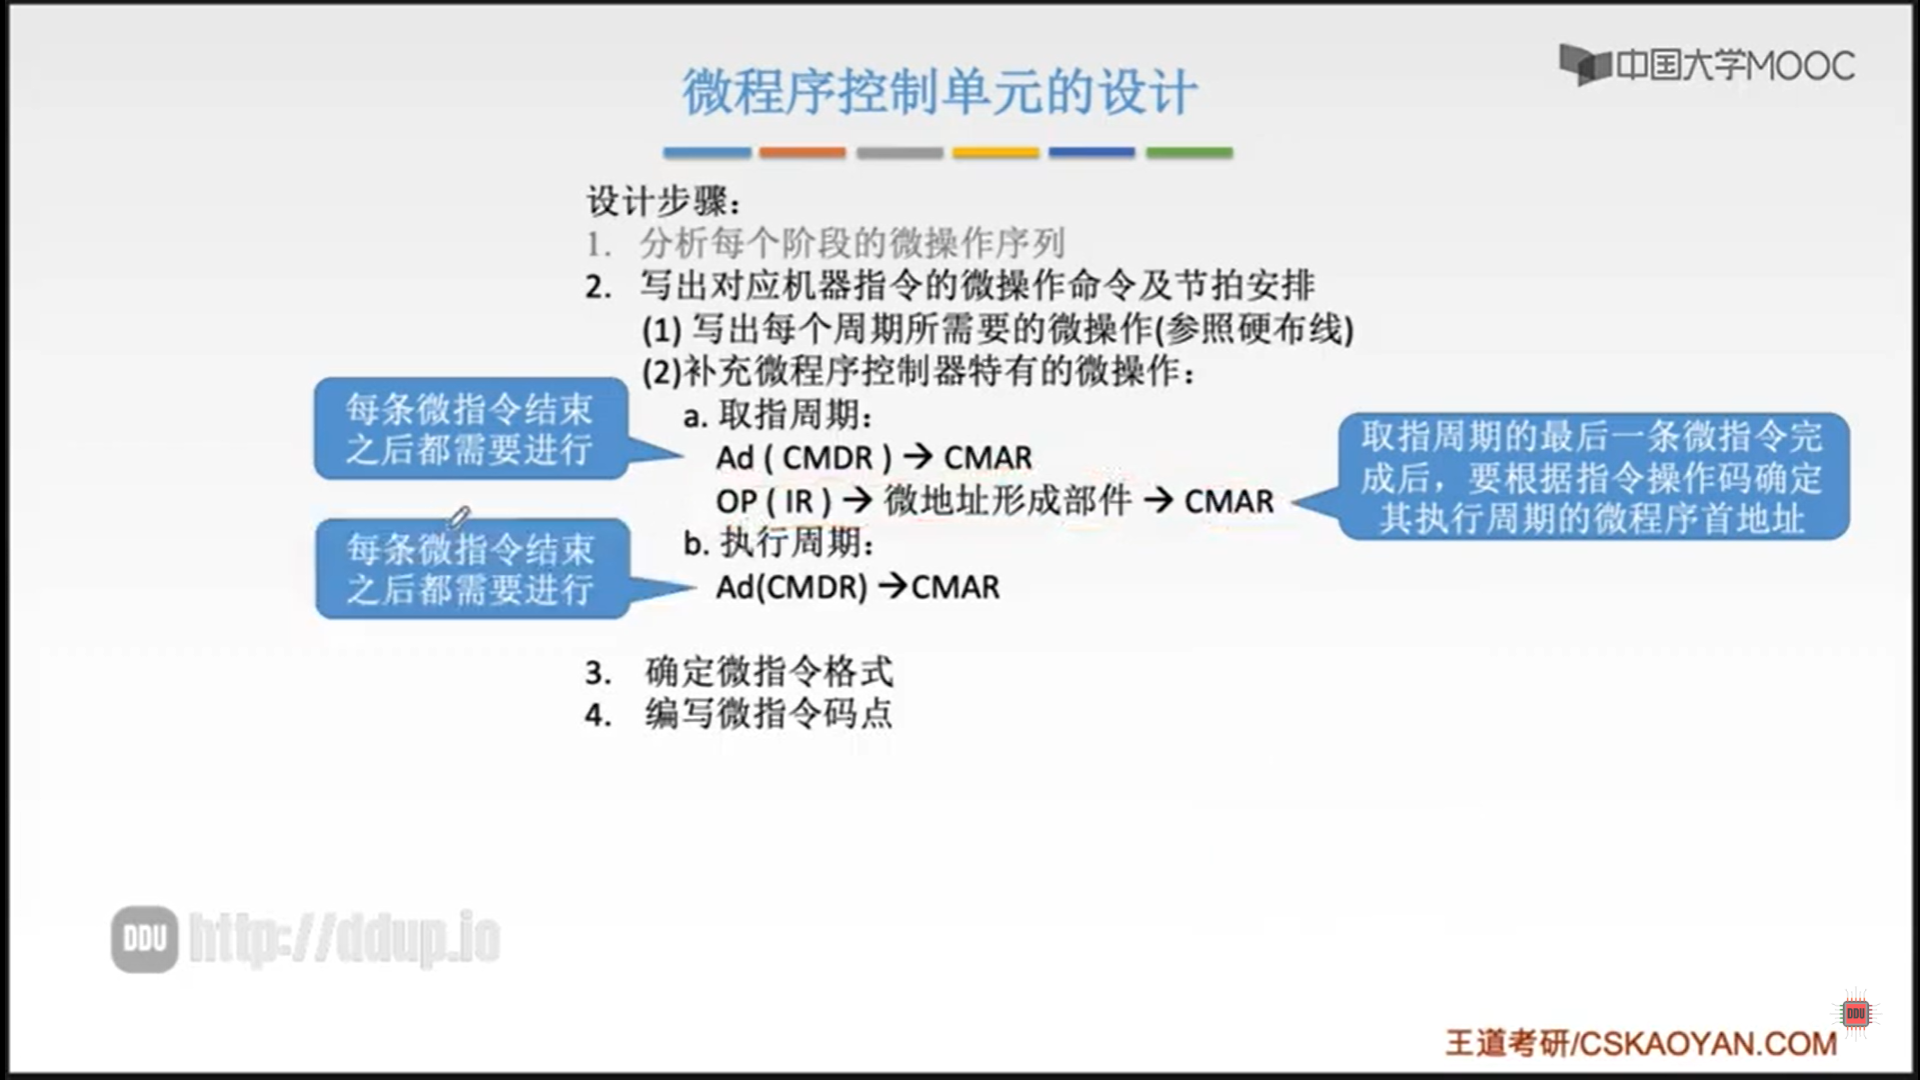 中国大学MOOC
微程序控制单元的设计
设计步骤：
1. 分析每个阶段的微操作序列
2. 写出对应机器指令的微操作命令及节拍安排
(1) 写出每个周期所需要的微操作(参照硬布线)
(2)补充微程序控制器特有的微操作：
a. 取指周期：
Ad ( CMDR ) → CMAR
OP ( IR ) → 微地址形成部件 → CMAR
b. 执行周期：
Ad(CMDR) →CMAR
每条微指令结束
之后都需要进行
每条微指令结束
之后都需要进行
取指周期的最后一条微指令完
成后，要根据指令操作码确定
其执行周期的微程序首地址
3. 确定微指令格式
4. 编写微指令码点
DDU http://ddup.io
DDU
王道考研/CSKAOYAN.COM